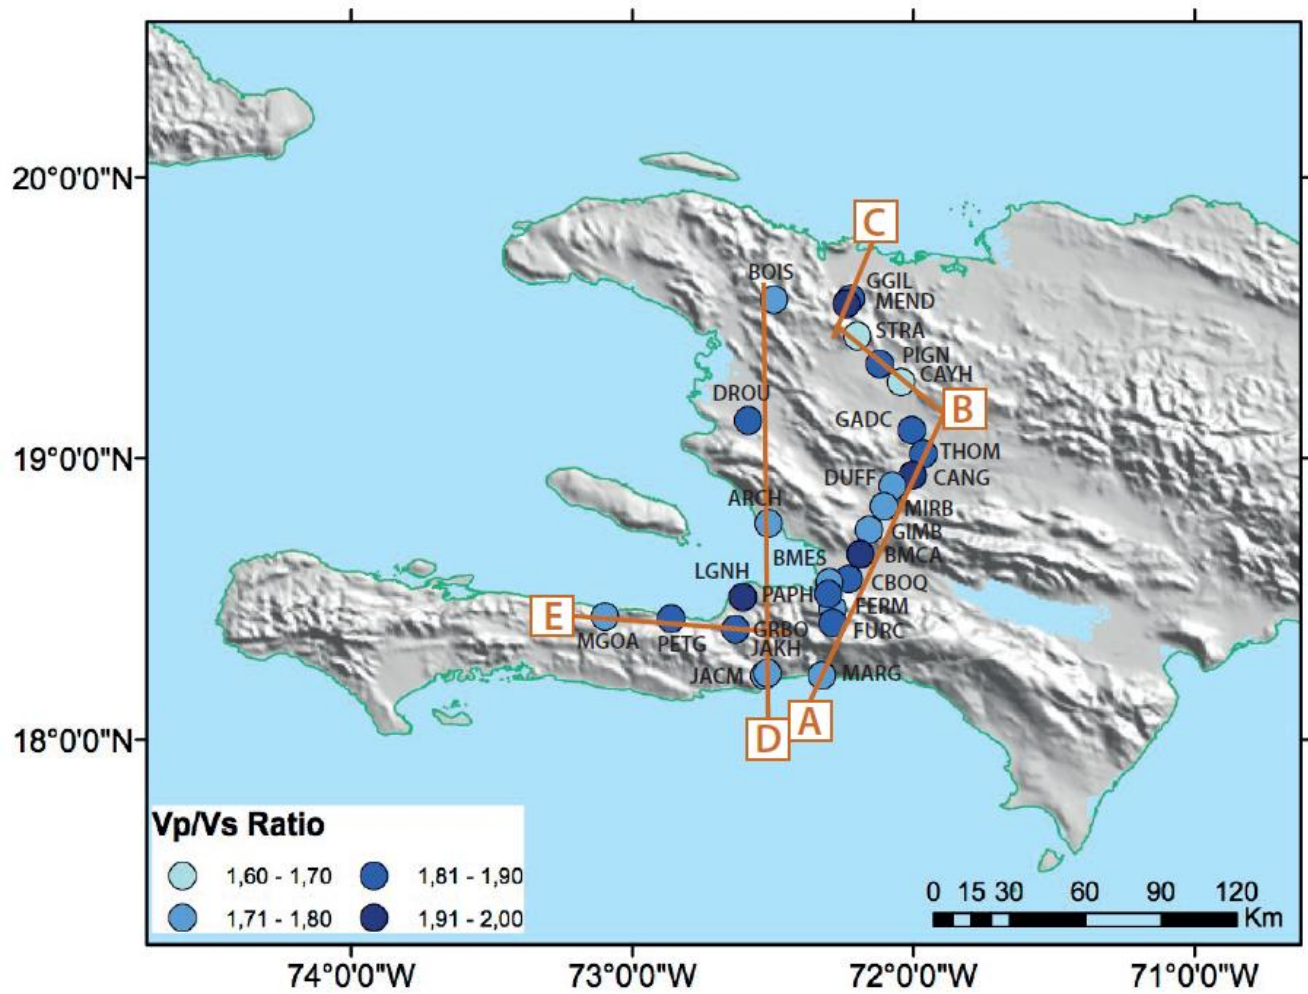 20°0'0"N
19°0'0"N
18°0'0"N
C
BOIS
GGIL
MEND
STRA
PIGN
CAYH
DROU
B
GADC
THOM
DUFF
CANG
ARCH
MIRB
GIMB
BMES
BMCA
LGNH
CBOQ
PAPH
E
FERM
GRBO
FURC
MGOA
PETG
JAKH
JACM
MARG
A
D
Vp/Vs Ratio
1,60 - 1,70
1,81 - 1,90
1,71 - 1,80
1,91 - 2,00
0 15 30 60 90 120
Km
74°0'0"W 73°0'0"W 72°0'0"W 71°0'0"W